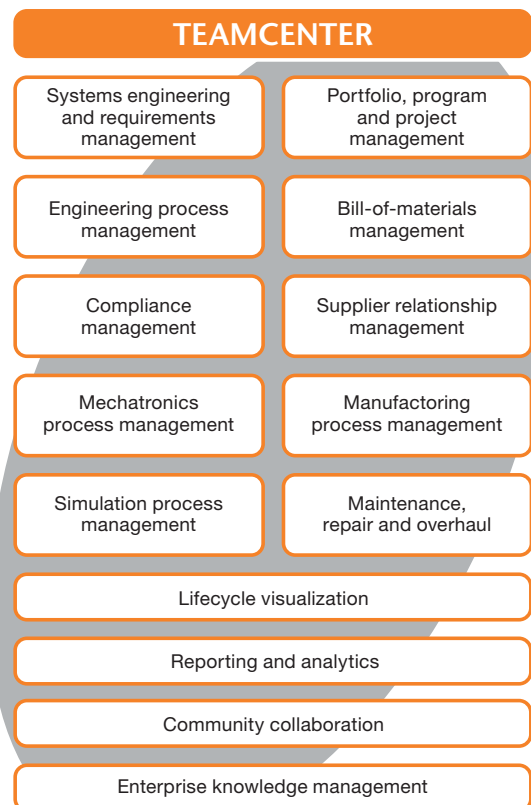 TEAMCENTER
Systems engineering
and requirements
management
Portfolio, program
and project
management
Engineering process
management
Bill-of-materials
management
Compliance
management
Supplier relationship
management
Mechatronics
process management
Manufactoring
process management
Simulation process
management
Maintenance,
repair and overhaul
Lifecycle visualization
Reporting and analytics
Community collaboration
Enterprise knowledge management